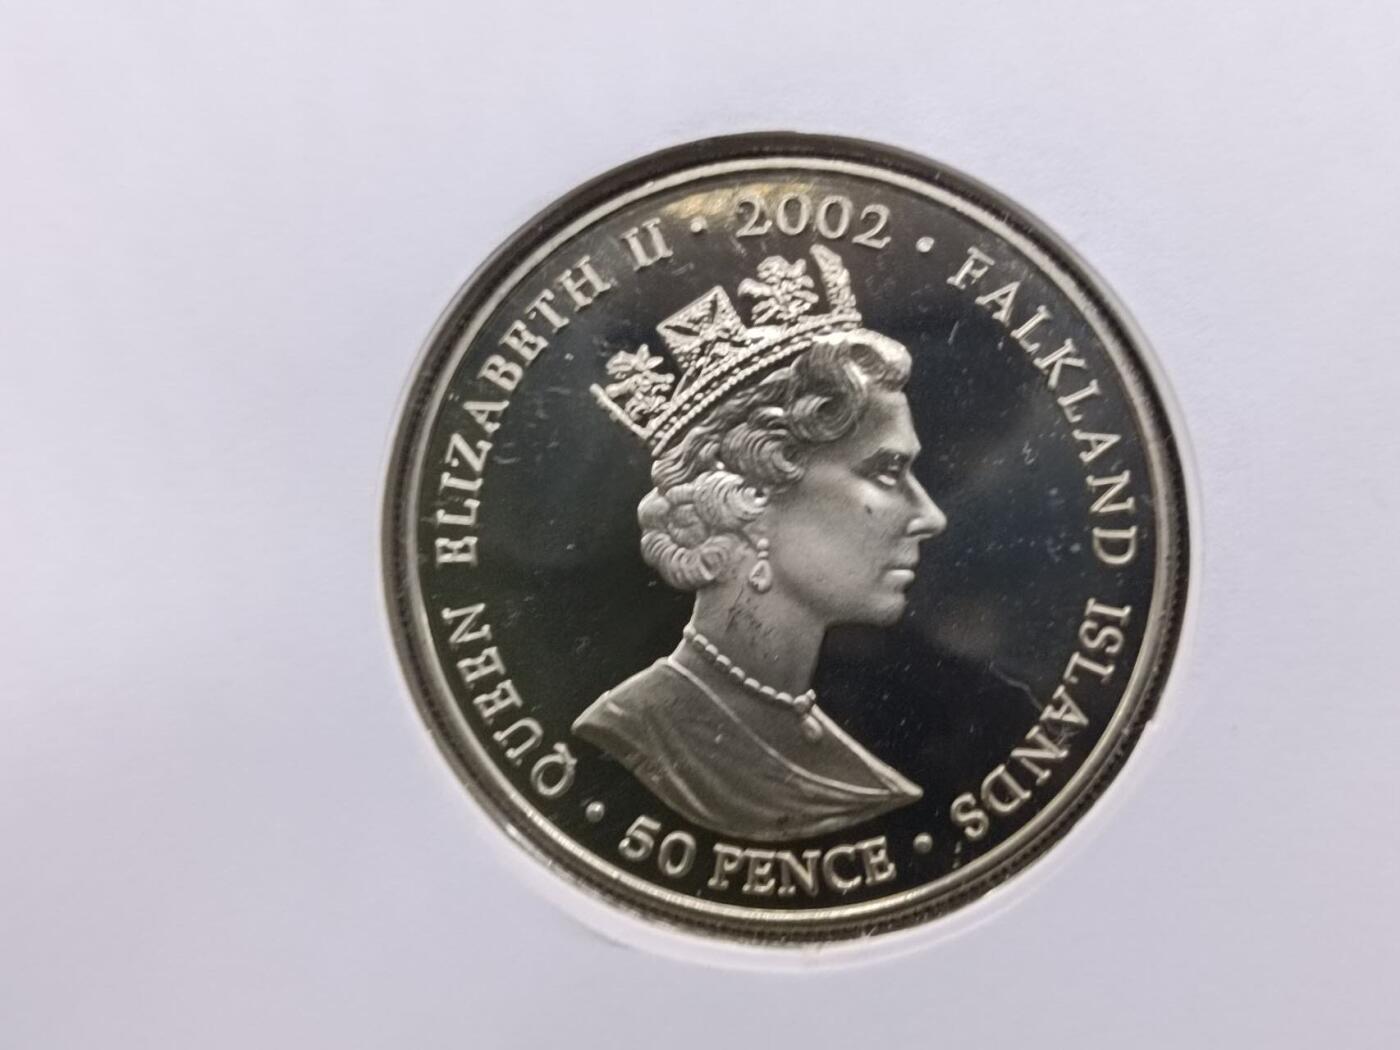 QUEEN ELIZABETH II · 2002 · FALKLAND ISLANDS ·
50 PENCE ·